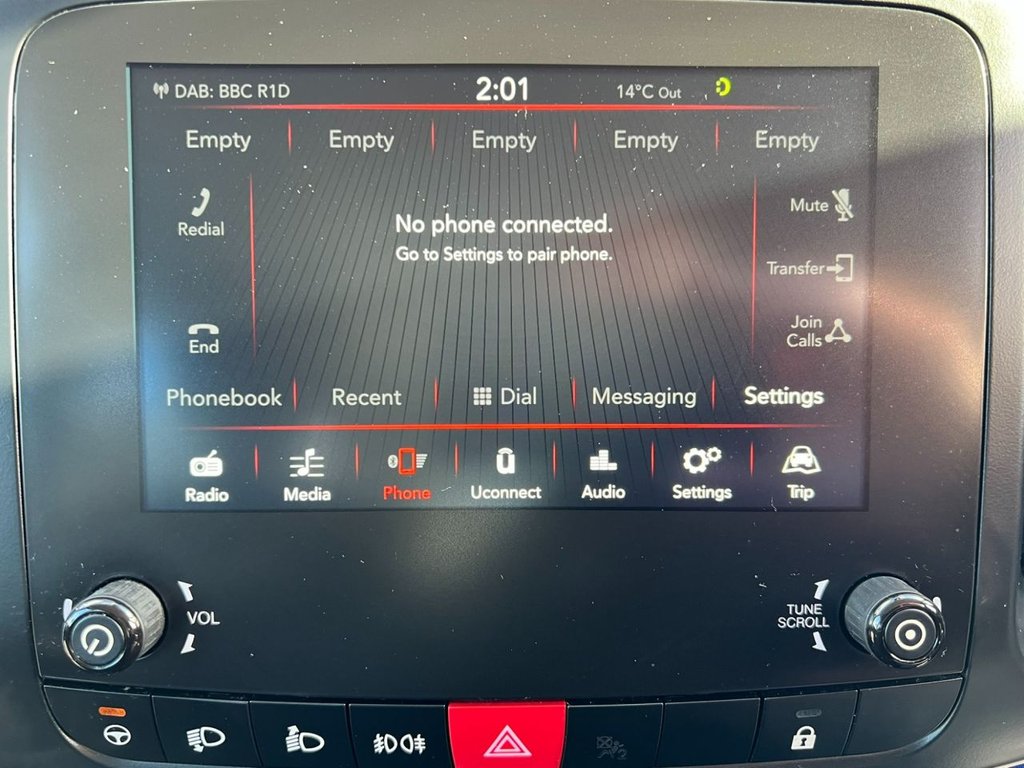 DAB: BBC R1D 2:01 14°C Out
Empty Empty Empty Empty Empty
Redial
No phone connected.
Go to Settings to pair phone.
Mute
Transfer
Join
Calls
End
Phonebook Recent Dial Messaging Settings
Radio Media Phone Uconnect Audio Settings Trip
VOL
TUNE
SCROLL